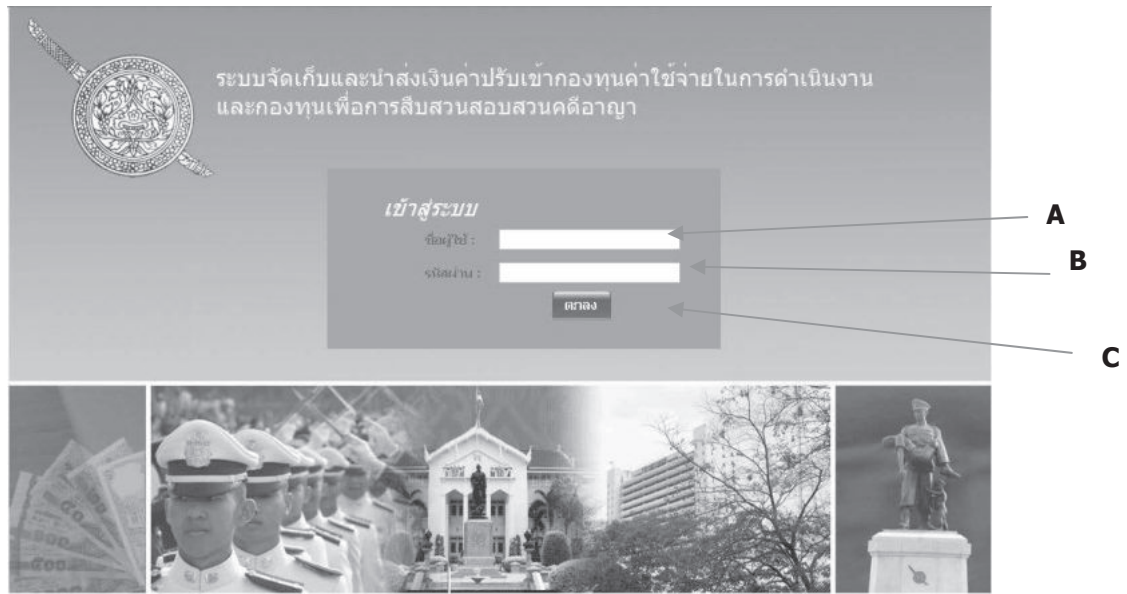 ระบบจัดเก็บและนำส่งเงินค่าปรับเข้ากองทุนค่าใช้จ่ายในการดำเนินงาน
และกองทุนเพื่อการสืบสวนสอบสวนคดีอาญา
เข้าสู่ระบบ
ชื่อผู้ใช้ :
รหัสผ่าน :
ตกลง
A
B
C